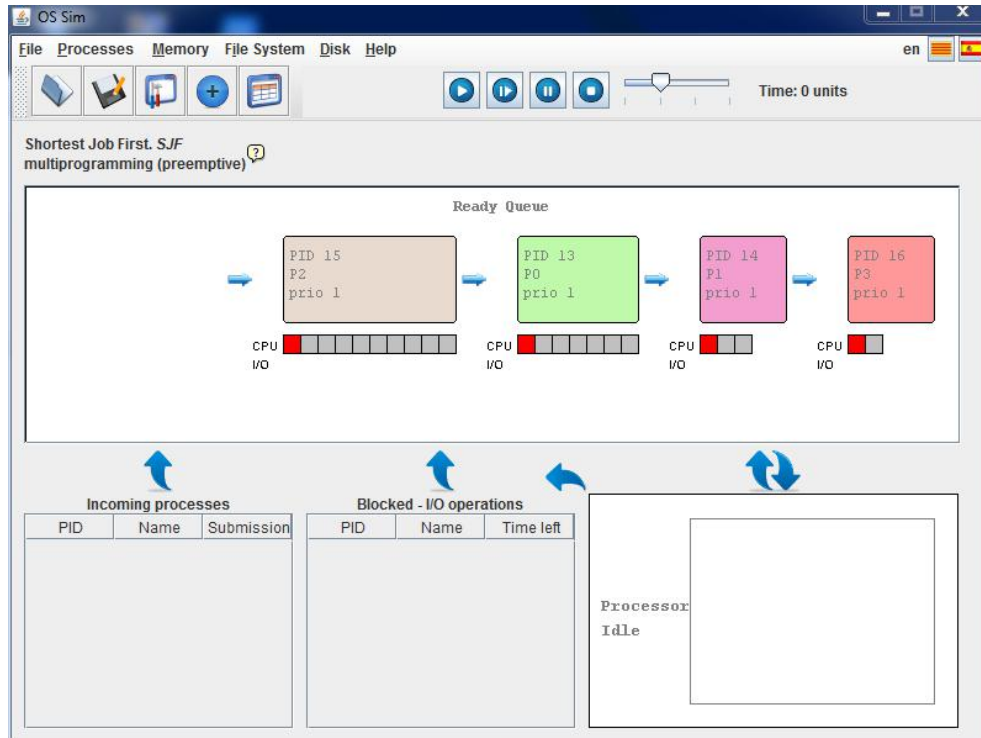 OS Sim
File Processes Memory File System Disk Help
en
Time: 0 units
Shortest Job First. SJF
multiprogramming (preemptive)
?
Ready Queue
PID 15
P2
prio 1
PID 13
P0
prio 1
PID 14
P1
prio 1
PID 16
P3
prio 1
CPU
I/O
CPU
I/O
CPU
I/O
CPU
I/O
Incoming processes
PID Name Submission
Blocked - I/O operations
PID Name Time left
Processor
Idle